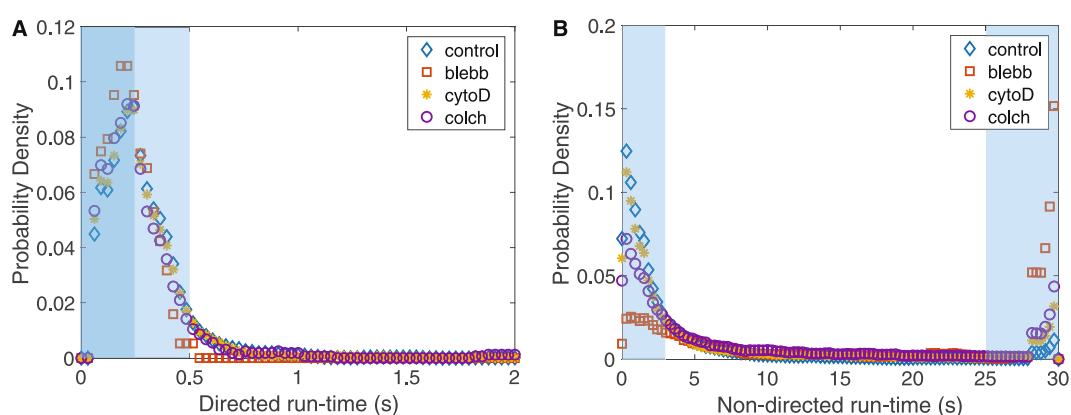 A
0.12
0.1
0.08
0.06
0.04
0.02
0
Probability Density
0 0.5 1 1.5 2
Directed run-time (s)
control
blebb
cytoD
colch
B
0.2
0.15
0.1
0.05
0
Probability Density
0 5 10 15 20 25 30
Non-directed run-time (s)
control
blebb
cytoD
colch